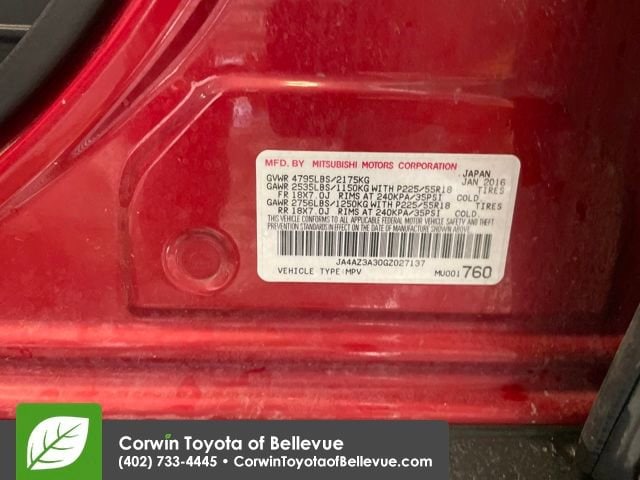 MFD. BY MITSUBISHI MOTORS CORPORATION JAPAN
GVWR 4795LBS/2175KG JAN 2016
GAWR 2535LBS/1150KG WITH P225/55R18 TIRES
FR 18X7.0J RIMS AT 240KPA/35PSI COLD
GAWR 2756LBS/1250KG WITH P225/55R18 TIRES
RR 18X7.0J RIMS AT 240KPA/35PSI COLD
THIS VEHICLE CONFORMS TO ALL APPLICABLE FEDERAL MOTOR VEHICLE SAFETY AND THEFT
PREVENTION STANDARDS IN EFFECT ON THE DATE OF MANUFACTURE SHOWN ABOVE.
JA4AZ3A30GZ027137
VEHICLE TYPE:MPV MU001 760
Corwin Toyota of Bellevue
(402) 733-4445 • CorwinToyotaofBellevue.com